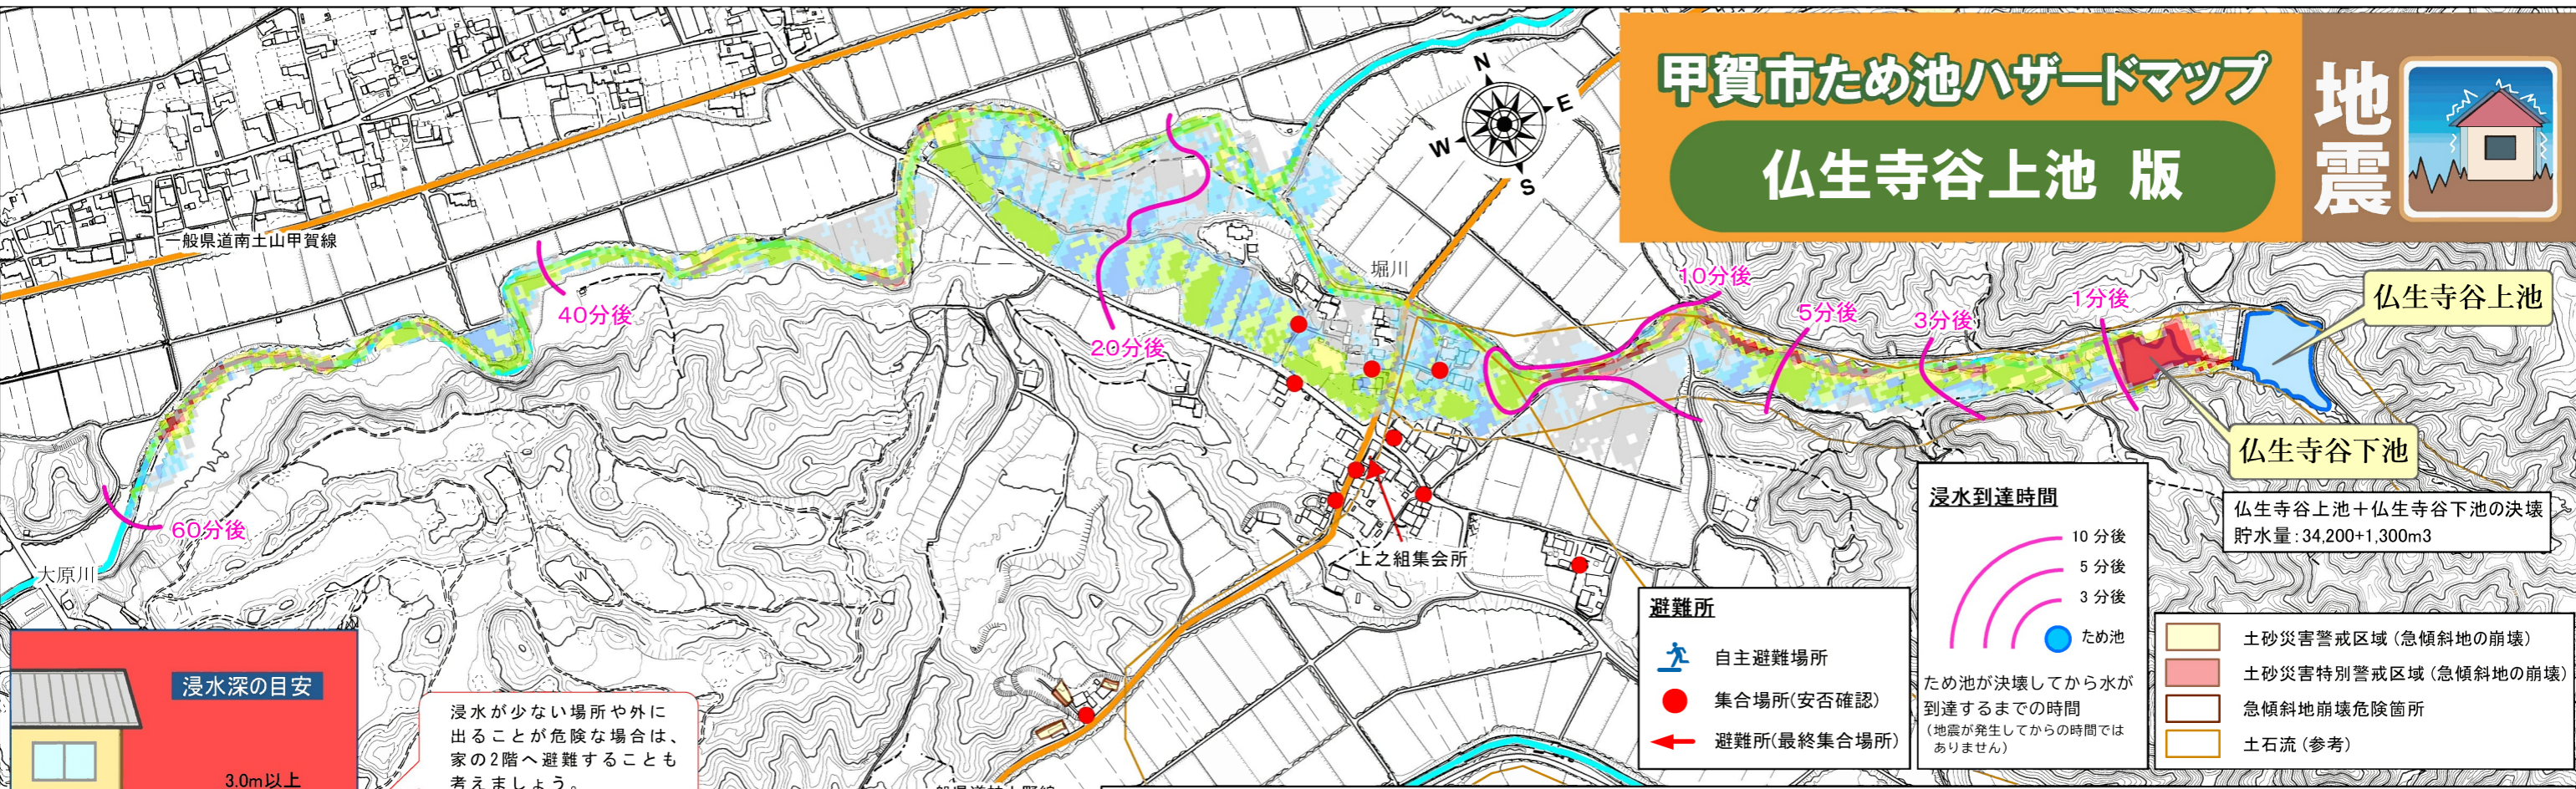 甲賀市ため池ハザードマップ
仏生寺谷上池 版
地震
N
E
W
S
一般県道南土山甲賀線
堀川
10分後
5分後
3分後
1分後
仏生寺谷上池
40分後
20分後
仏生寺谷下池
60分後
大原川
上之組集会所
仏生寺谷上池+仏生寺谷下池の決壊
貯水量:34,200+1,300m3
浸水到達時間
10 分後
5 分後
3 分後
ため池
ため池が決壊してから水が
到達するまでの時間
(地震が発生してからの時間では
ありません)
避難所
自主避難場所
集合場所(安否確認)
避難所(最終集合場所)
土砂災害警戒区域(急傾斜地の崩壊)
土砂災害特別警戒区域(急傾斜地の崩壊)
急傾斜地崩壊危険箇所
土石流(参考)
浸水深の目安
3.0m以上
浸水が少ない場所や外に
出ることが危険な場合は、
家の2階へ避難することも
考えましょう。